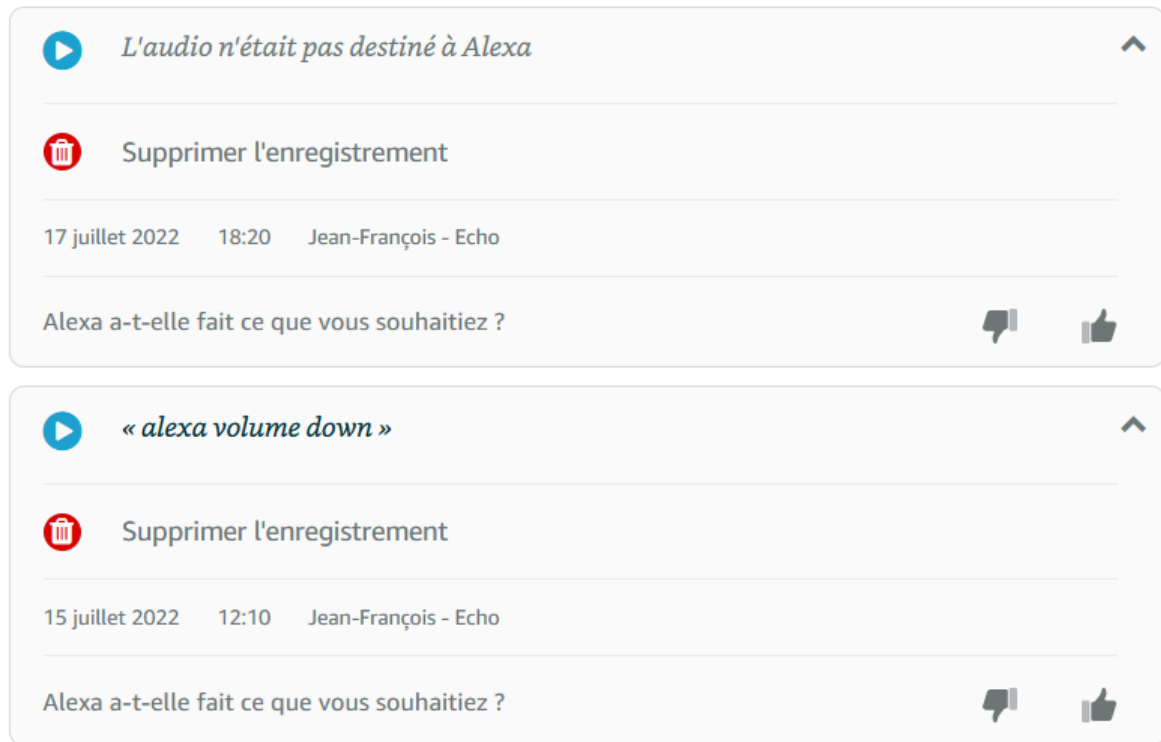 L'audio n'était pas destiné à Alexa
Supprimer l'enregistrement
17 juillet 2022 18:20 Jean-François - Echo
Alexa a-t-elle fait ce que vous souhaitiez ?
« alexa volume down »
Supprimer l'enregistrement
15 juillet 2022 12:10 Jean-François - Echo
Alexa a-t-elle fait ce que vous souhaitiez ?